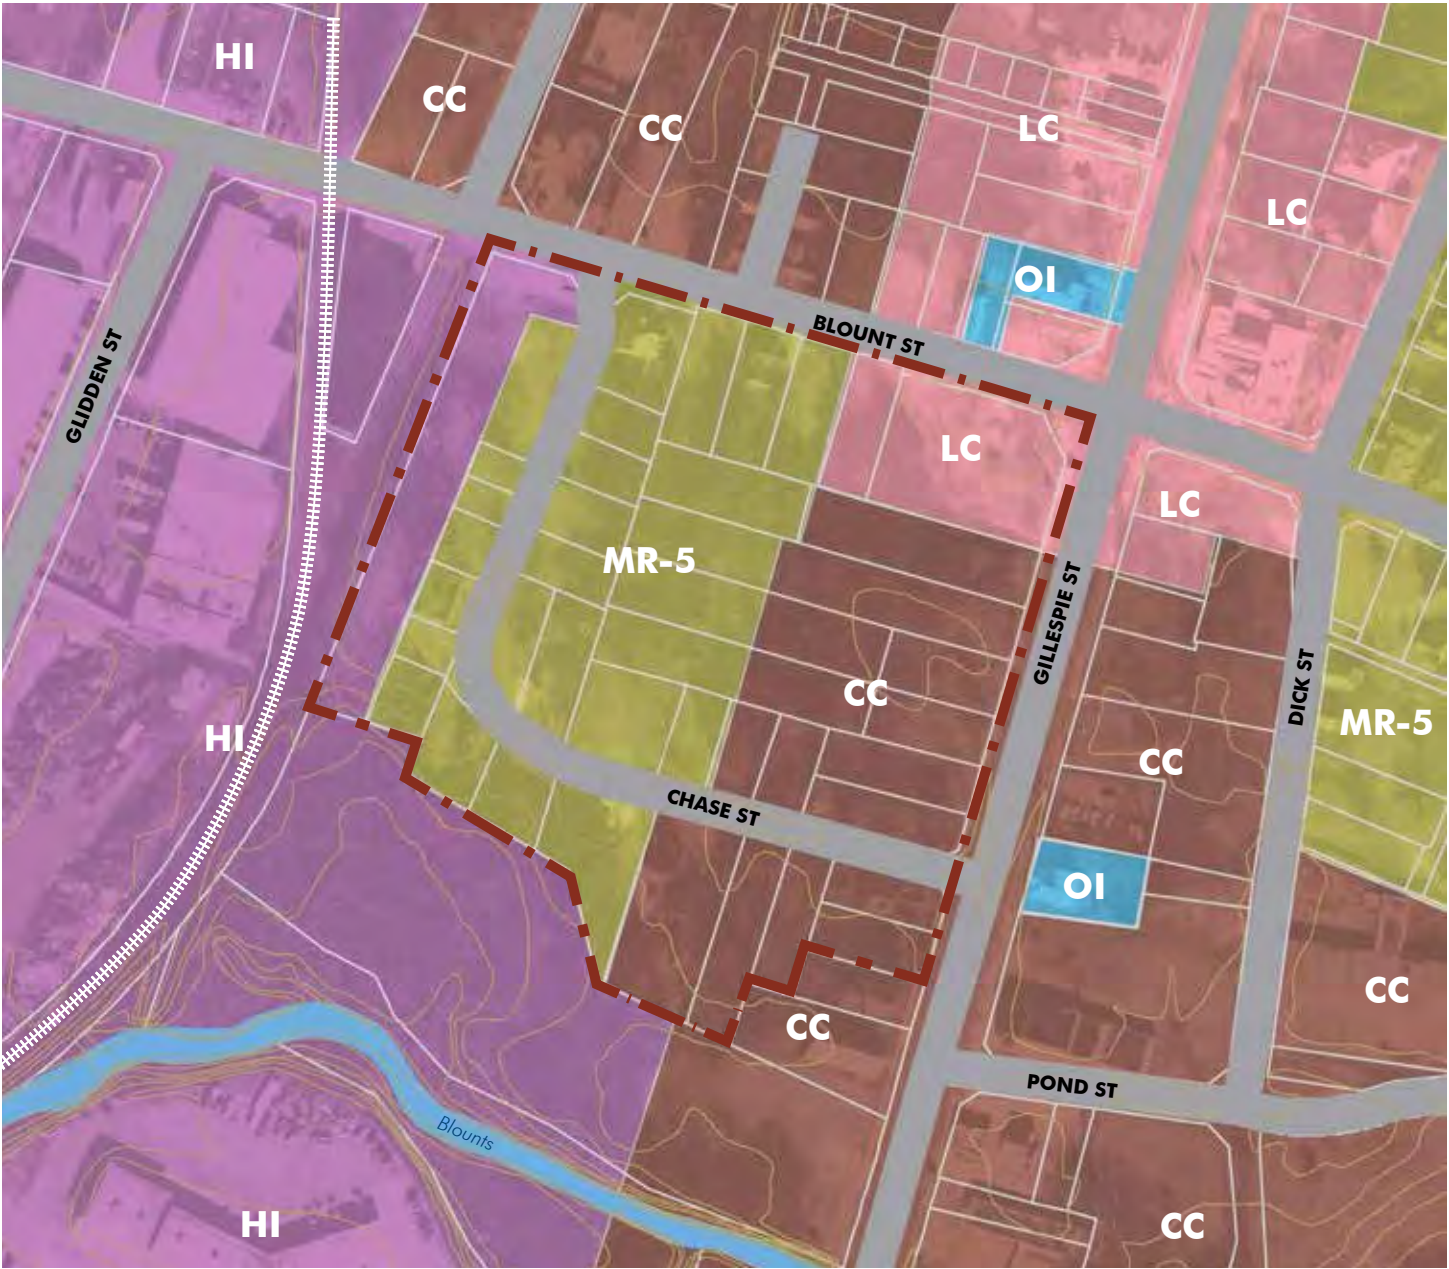 HI
CC
CC
LC
LC
OI
BLOUNT ST
GLIDDEN ST
LC
LC
MR-5
GILLESPIE ST
DICK ST
CC
MR-5
HI
CC
CHASE ST
OI
CC
CC
POND ST
Blounts
HI
CC